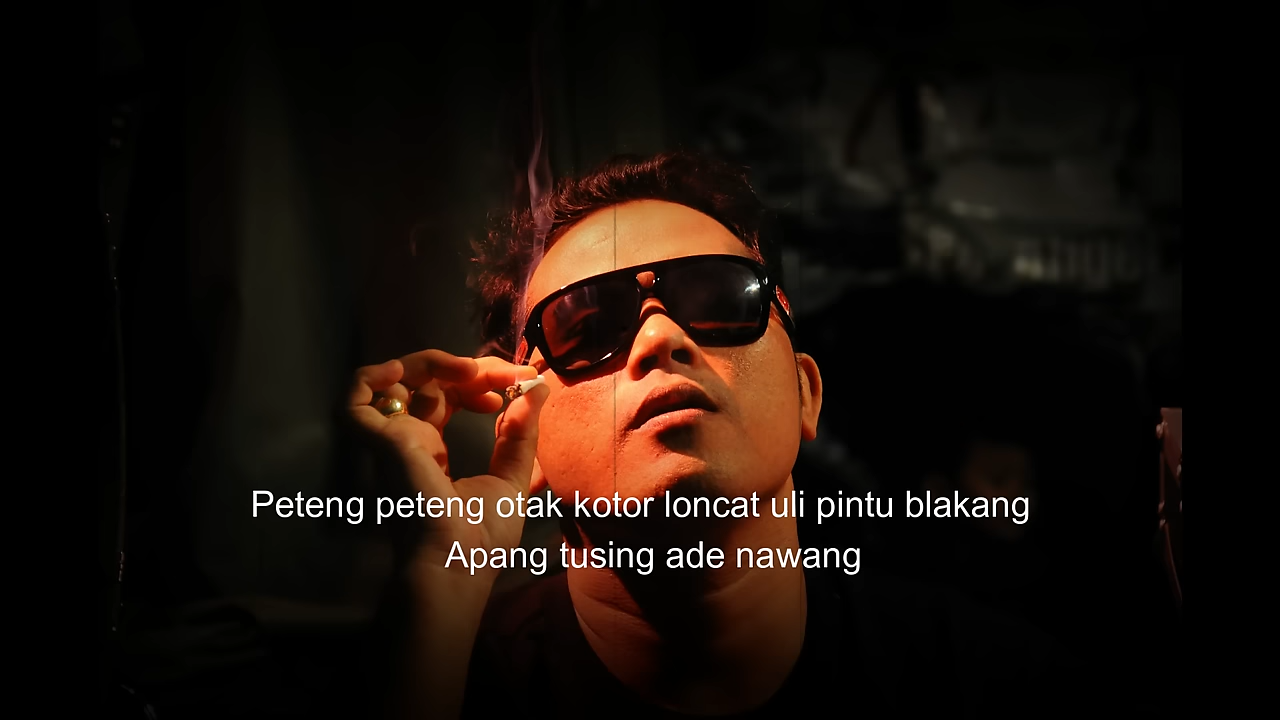 Peteng peteng otak kotor loncat uli pintu blakang
Apang tusing ade nawang